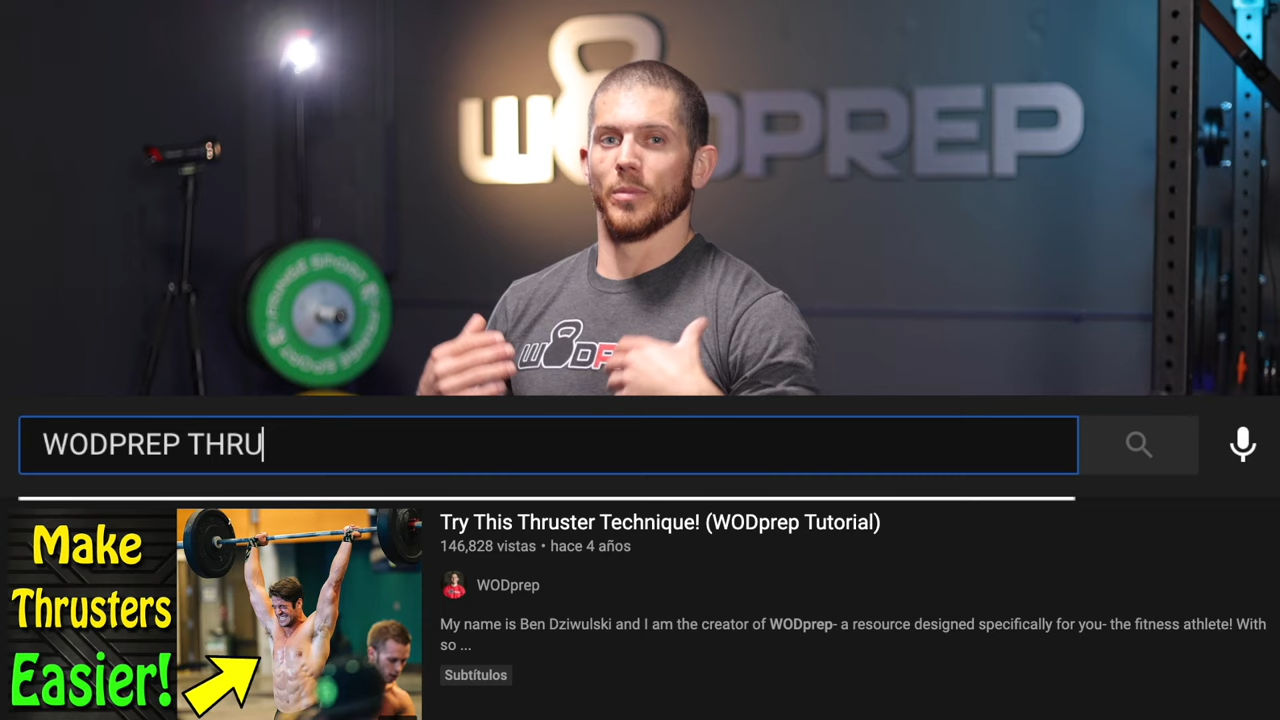 WODPREP
WODP
WODPREP THRU
Make
Thrusters
Easier!
Try This Thruster Technique! (WODprep Tutorial)
146,828 vistas • hace 4 años
WODprep
My name is Ben Dziwulski and I am the creator of WODprep- a resource designed specifically for you- the fitness athlete! With
so ...
Subtítulos